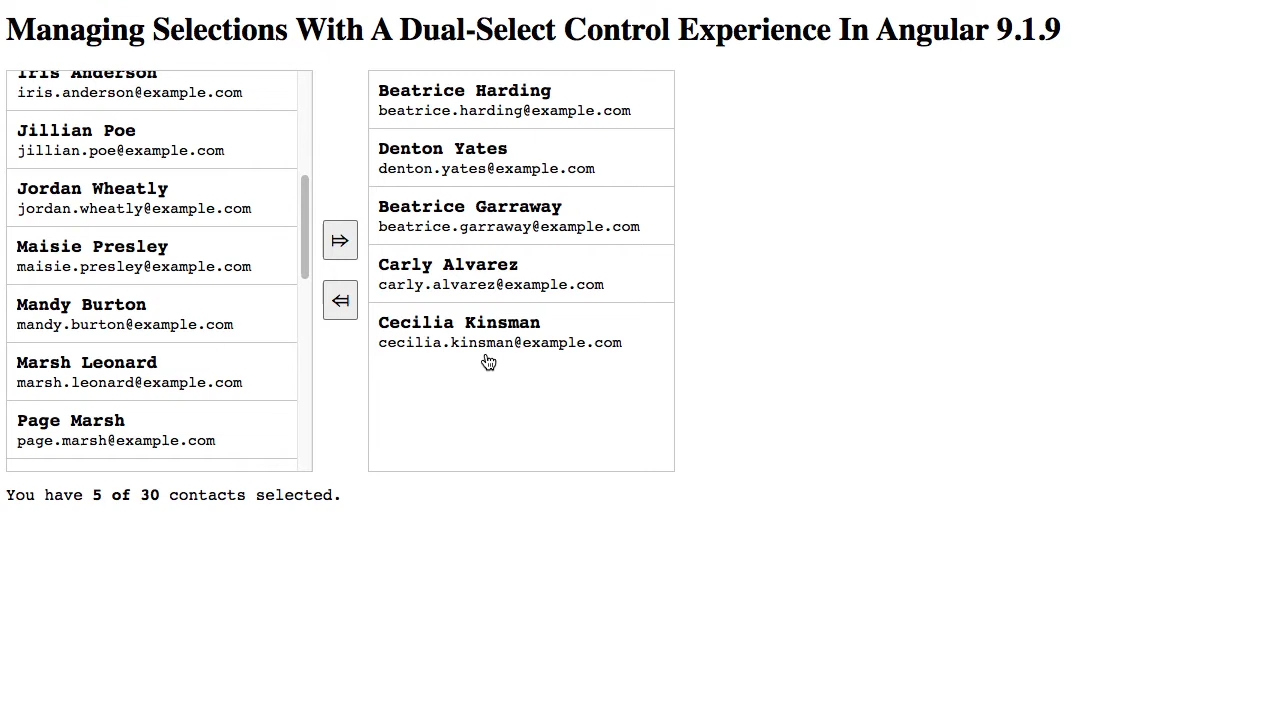 Managing Selections With A Dual-Select Control Experience In Angular 9.1.9
Iris Anderson
iris.anderson@example.com
Jillian Poe
jillian.poe@example.com
Jordan Wheatly
jordan.wheatly@example.com
Maisie Presley
maisie.presley@example.com
Mandy Burton
mandy.burton@example.com
Marsh Leonard
marsh.leonard@example.com
Page Marsh
page.marsh@example.com
Beatrice Harding
beatrice.harding@example.com
Denton Yates
denton.yates@example.com
Beatrice Garraway
beatrice.garraway@example.com
Carly Alvarez
carly.alvarez@example.com
Cecilia Kinsman
cecilia.kinsman@example.com
You have 5 of 30 contacts selected.